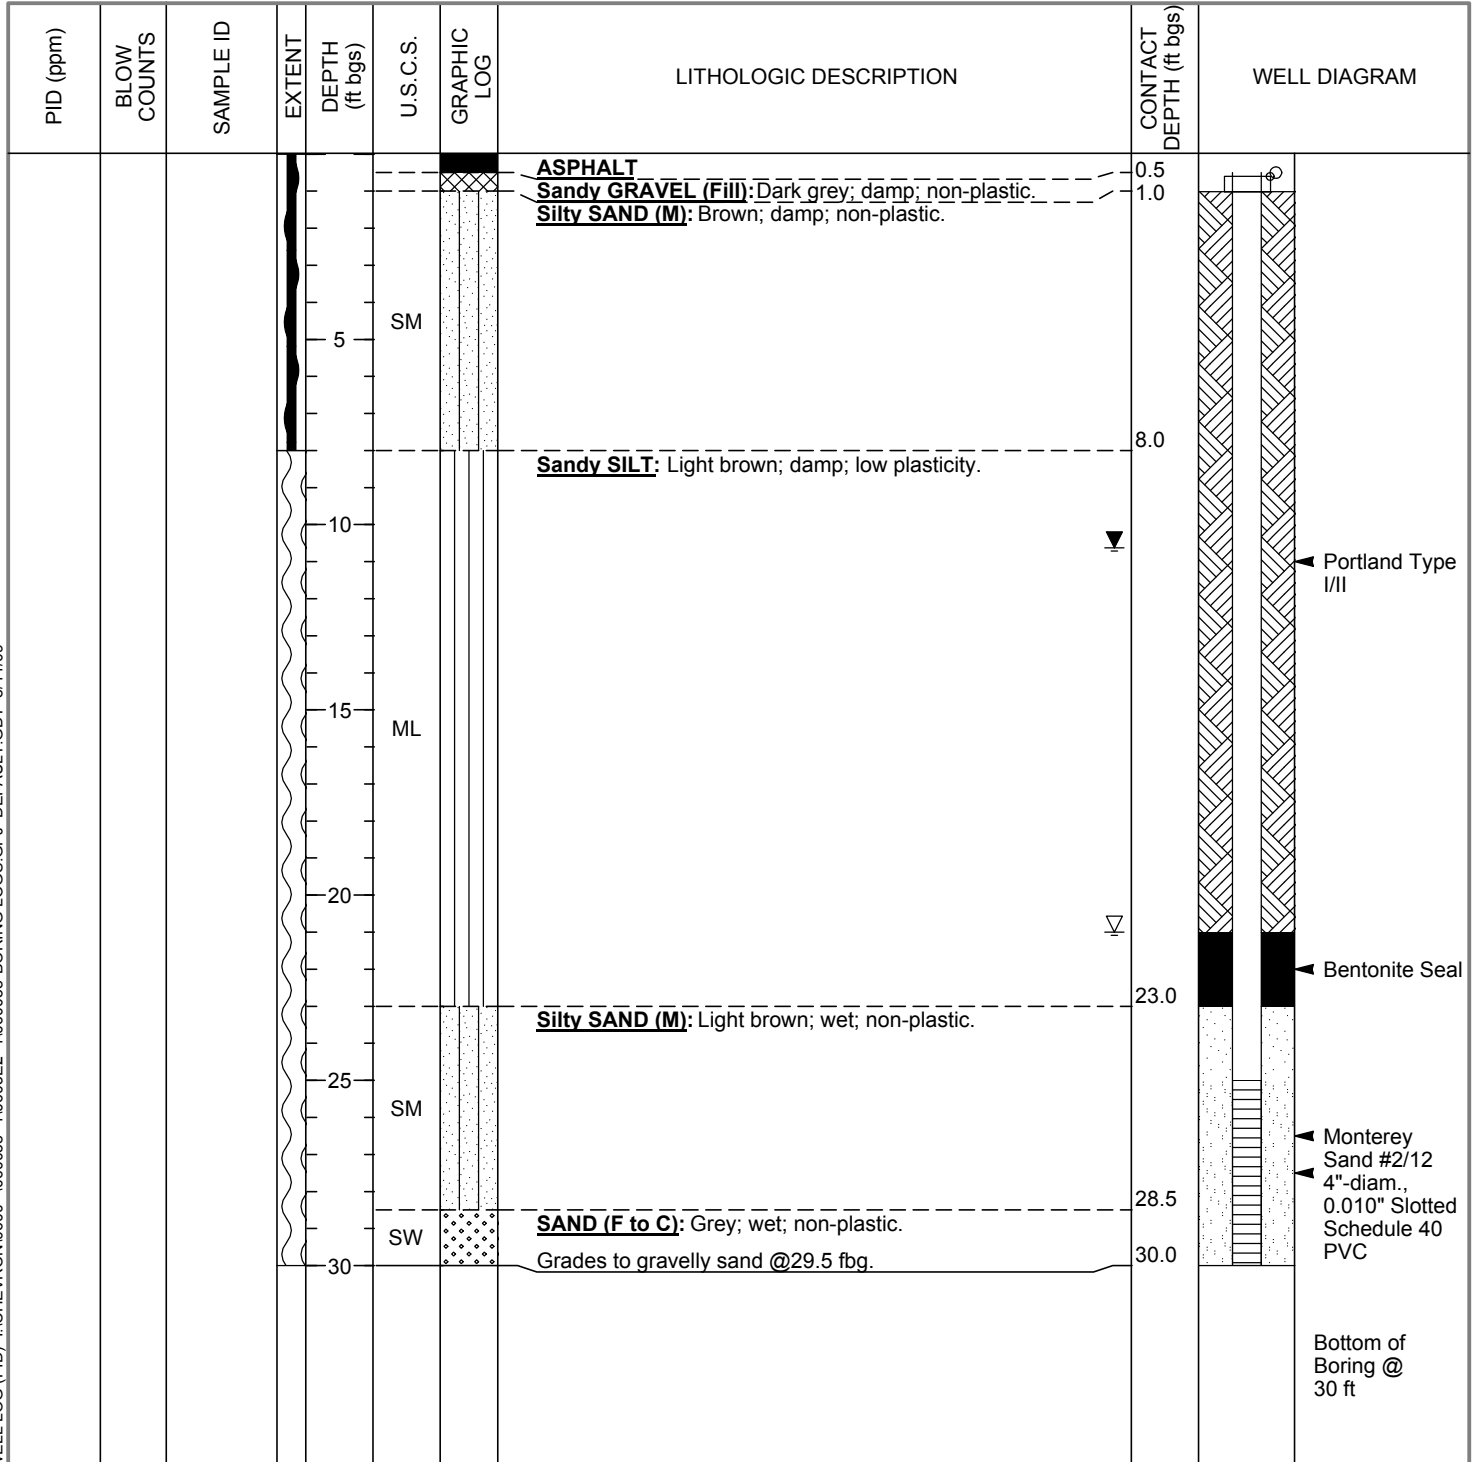 PID (ppm)
BLOW
COUNTS
SAMPLE ID
EXTENT
DEPTH
(ft bgs)
U.S.C.S.
GRAPHIC
LOG
LITHOLOGIC DESCRIPTION
CONTACT
DEPTH (ft bgs)
WELL DIAGRAM
ASPHALT
0.5
Sandy GRAVEL (Fill): Dark grey; damp; non-plastic.
1.0
Silty SAND (M): Brown; damp; non-plastic.
SM
5
8.0
Sandy SILT: Light brown; damp; low plasticity.
10
Portland Type
I/II
15
ML
20
Bentonite Seal
23.0
Silty SAND (M): Light brown; wet; non-plastic.
25
SM
Monterey
Sand #2/12
4"-diam.,
0.010" Slotted
Schedule 40
PVC
28.5
SAND (F to C): Grey; wet; non-plastic.
SW
Grades to gravelly sand @29.5 fbg.
30.0
30
Bottom of
Boring @
30 ft